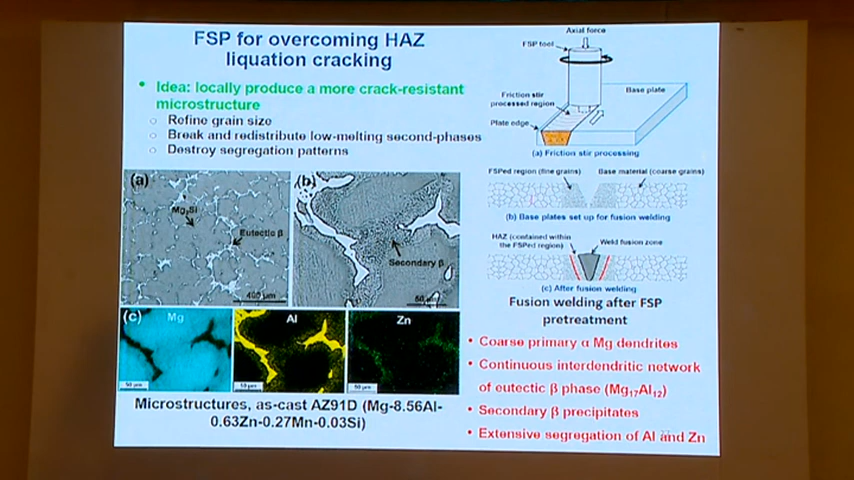 FSP for overcoming HAZ
liquation cracking
• Idea: locally produce a more crack-resistant
microstructure
○ Refine grain size
○ Break and redistribute low-melting second-phases
○ Destroy segregation patterns
Axial force
FSP tool
Friction stir
processed region
Base plate
Plate edge
(a) Friction stir processing
(a)
Mg₂Si
Eutectic β
(b)
Secondary β
FSPed region (fine grains)
Base material (coarse grains)
(b) Base plates set up for fusion welding
HAZ (contained within
the FSPed region)
Weld fusion zone
(c) After fusion welding
Fusion welding after FSP
pretreatment
(c)
Mg
Al
Zn
Microstructures, as-cast AZ91D (Mg-8.56Al-
0.63Zn-0.27Mn-0.03Si)
• Coarse primary α Mg dendrites
• Continuous interdendritic network
of eutectic β phase (Mg₁₇Al₁₂)
• Secondary β precipitates
• Extensive segregation of Al and Zn